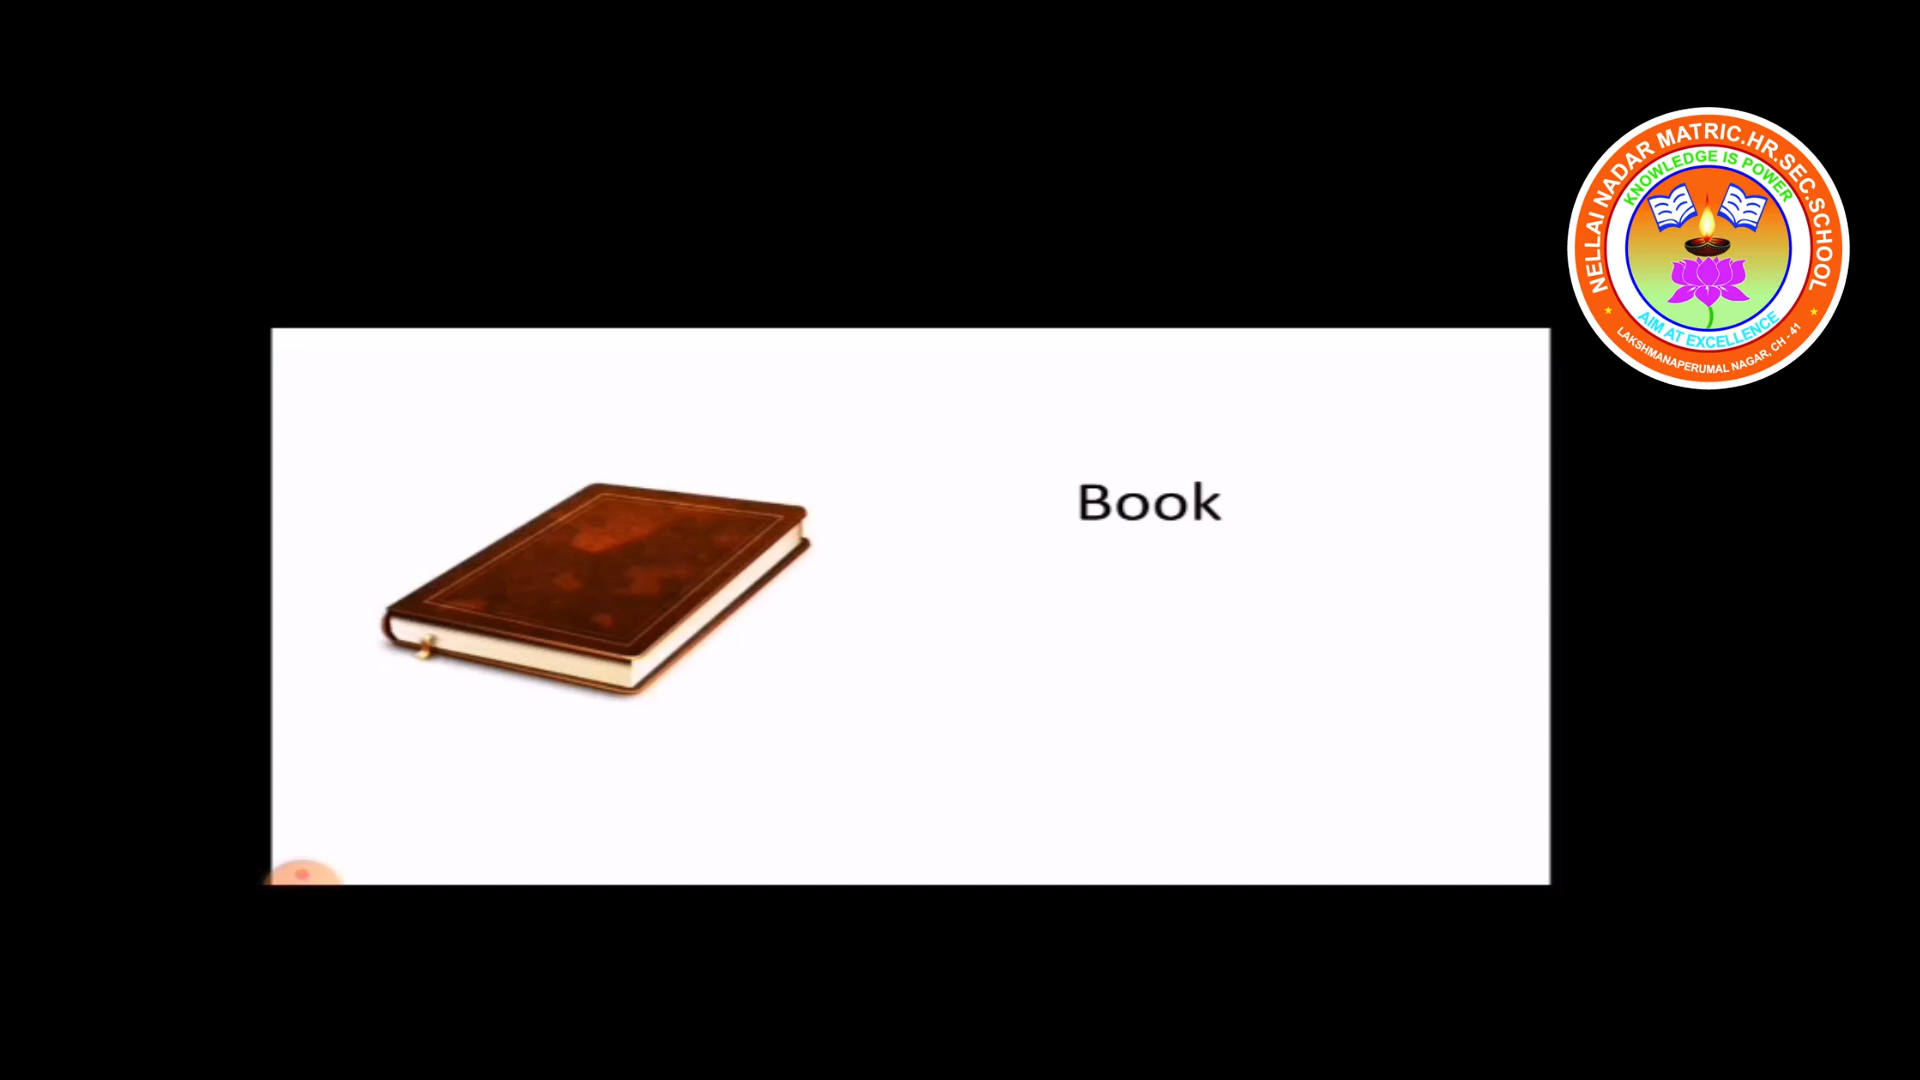 NELLAI NADAR MATRIC.HR.SEC.SCHOOL
KNOWLEDGE IS POWER
AIM AT EXCELLENCE
LAKSHMANAPERUMAL NAGAR, CH - 41
Book